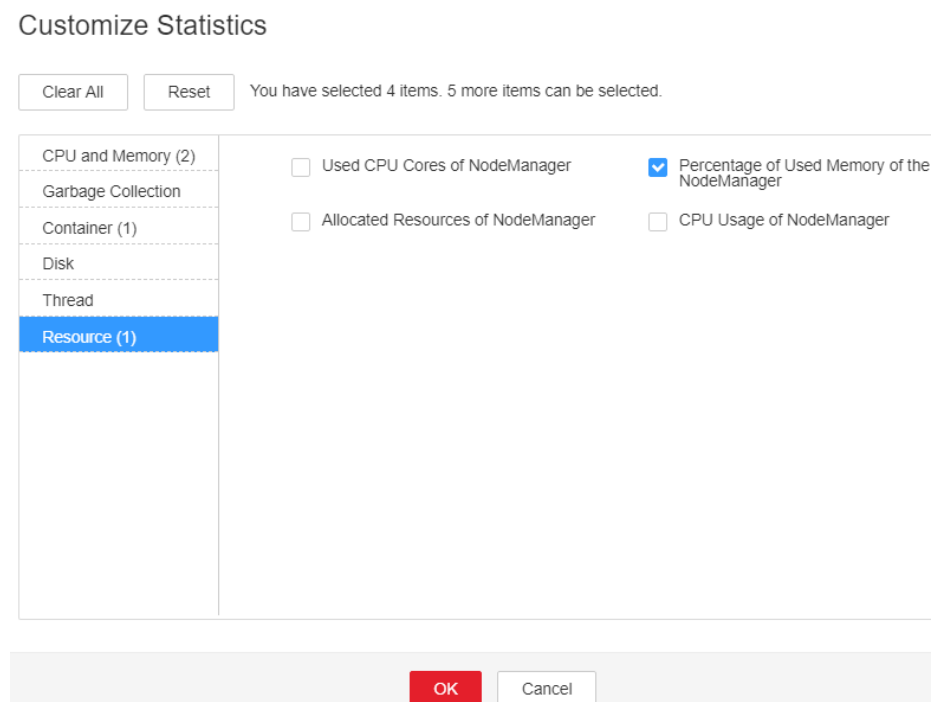 Customize Statistics
Clear All
Reset
You have selected 4 items. 5 more items can be selected.
CPU and Memory (2)
Garbage Collection
Container (1)
Disk
Thread
Resource (1)
Used CPU Cores of NodeManager
Percentage of Used Memory of the
NodeManager
Allocated Resources of NodeManager
CPU Usage of NodeManager
OK
Cancel